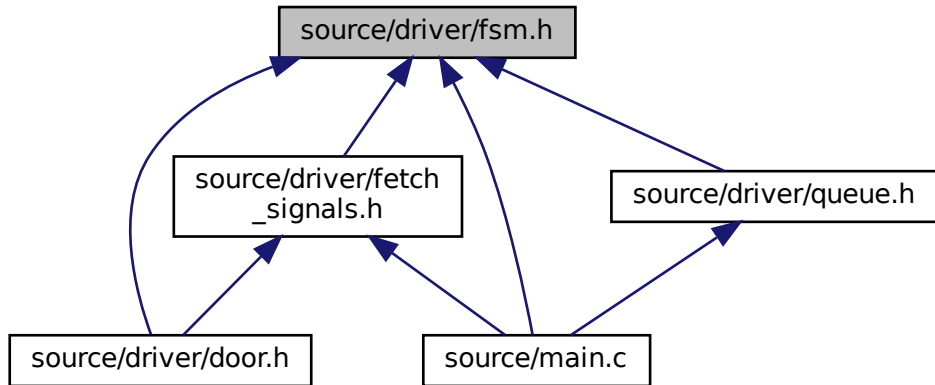 source/driver/fsm.h
source/driver/fetch
_signals.h
source/driver/queue.h
source/driver/door.h
source/main.c